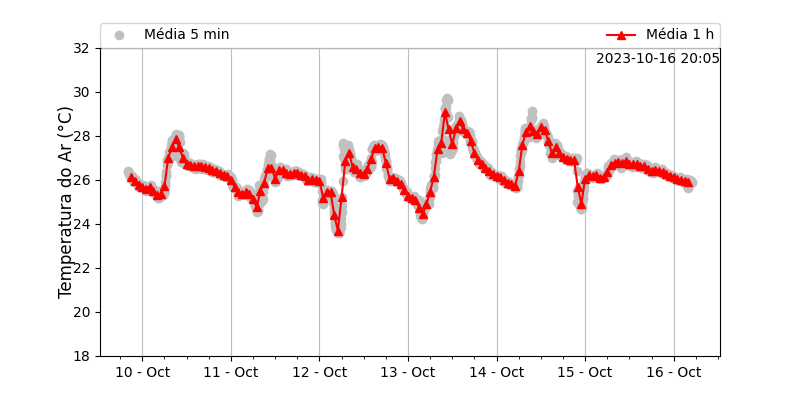 Média 5 min
Média 1 h
2023-10-16 20:05
Temperatura do Ar (°C)
32
30
28
26
24
22
20
18
10 - Oct
11 - Oct
12 - Oct
13 - Oct
14 - Oct
15 - Oct
16 - Oct